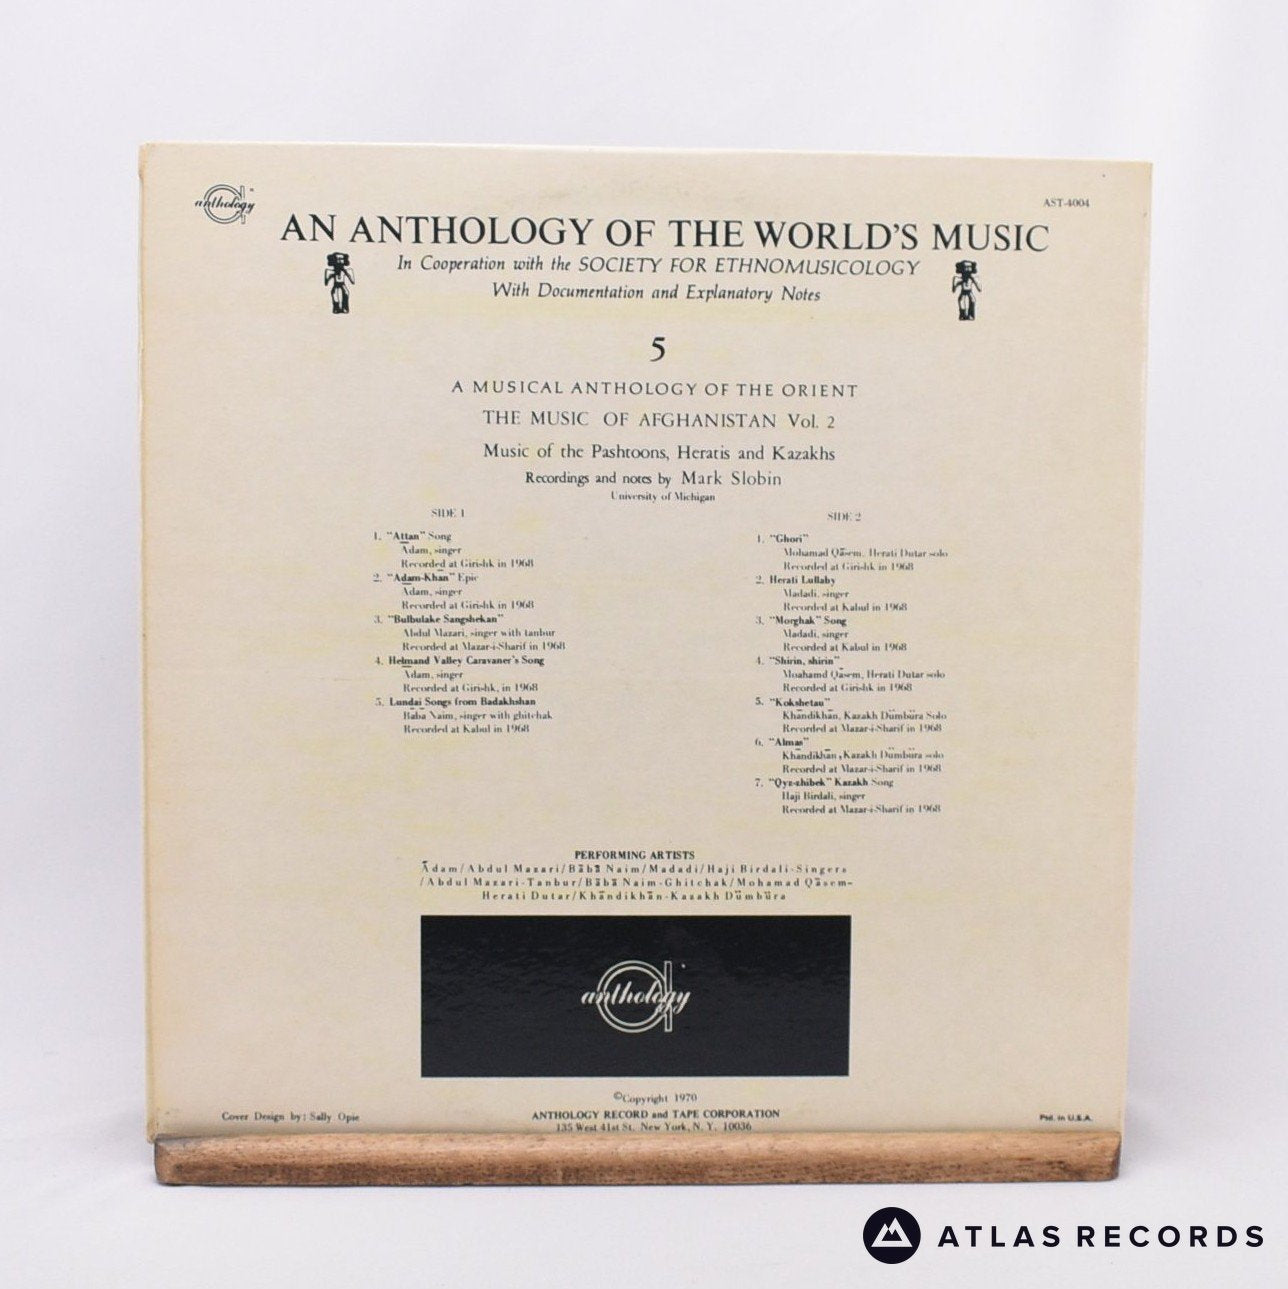 anthology
AST-4004
AN ANTHOLOGY OF THE WORLD'S MUSIC
In Cooperation with the SOCIETY FOR ETHNOMUSICOLOGY
With Documentation and Explanatory Notes
5
A MUSICAL ANTHOLOGY OF THE ORIENT
THE MUSIC OF AFGHANISTAN Vol. 2
Music of the Pashtoons, Heratis and Kazakhs
Recordings and notes by Mark Slobin
University of Michigan
SIDE 1
1. "Attan" Song
Ādam, singer
Recorded at Girishk in 1968
2. "Adam-Khān" Epic
Ādam, singer
Recorded at Girishk in 1968
3. "Bulbulake Sangshekan"
Abdul Mazari, singer with tanbur
Recorded at Mazar-i-Sharif in 1968
4. Helmand Valley Caravaner's Song
Ādam, singer
Recorded at Girishk, in 1968
5. Lundai Songs from Badakhshan
Bābā Naim, singer with ghitchak
Recorded at Kabul in 1968
SIDE 2
1. "Ghori"
Mohamad Qāsem, Herati Dutar solo
Recorded at Girishk in 1968
2. Herati Lullaby
Madadi, singer
Recorded at Kabul in 1968
3. "Morghak" Song
Madadi, singer
Recorded at Kabul in 1968
4. "Shirin, shirin"
Moahamd Qāsem, Herati Dutar solo
Recorded at Girishk in 1968
5. "Kokshetau"
Khāndikhān, Kazakh Dümbüra Solo
Recorded at Mazar-i-Sharif in 1968
6. "Almas"
Khāndikhān, Kazakh Dümbüra solo
Recorded at Mazar-i-Sharif in 1968
7. "Qyz-zhibek" Kazakh Song
Haji Birdali, singer
Recorded at Mazar-i-Sharif in 1968
PERFORMING ARTISTS
Ādam/Abdul Mazari/Bābā Naim/Madadi/Haji Birdali-Singers
/Abdul Mazari-Tanbur/Bābā Naim-Ghitchak/Mohamad Qāsem-
Herati Dutar/Khāndikhān-Kazakh Dümbüra
anthology
©Copyright 1970
ANTHOLOGY RECORD and TAPE CORPORATION
135 West 41st St. New York, N. Y. 10036
Cover Design by: Sally Opie
Ptd. in U.S.A.
ATLAS RECORDS